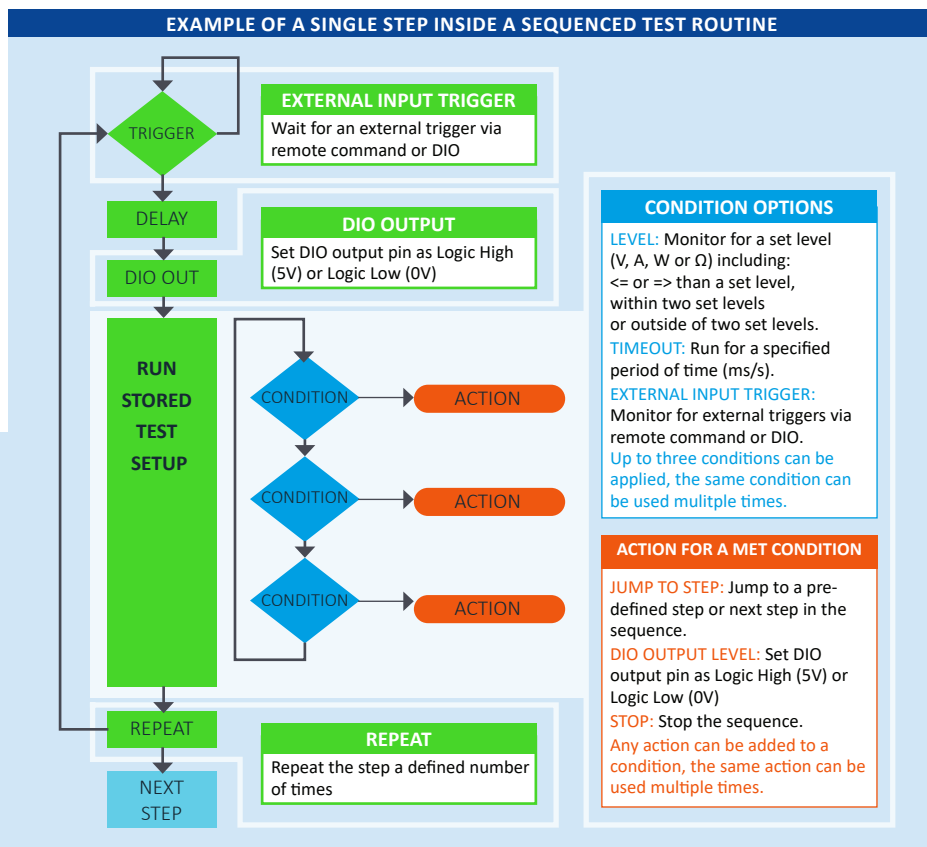 EXAMPLE OF A SINGLE STEP INSIDE A SEQUENCED TEST ROUTINE
TRIGGER
EXTERNAL INPUT TRIGGER
Wait for an external trigger via
remote command or DIO
DELAY
DIO OUT
DIO OUTPUT
Set DIO output pin as Logic High
(5V) or Logic Low (0V)
RUN
STORED
TEST
SETUP
CONDITION
ACTION
CONDITION
ACTION
CONDITION
ACTION
REPEAT
REPEAT
Repeat the step a defined number
of times
NEXT
STEP
CONDITION OPTIONS
LEVEL: Monitor for a set level
(V, A, W or Ω) including:
<= or => than a set level,
within two set levels
or outside of two set levels.
TIMEOUT: Run for a specified
period of time (ms/s).
EXTERNAL INPUT TRIGGER:
Monitor for external triggers via
remote command or DIO.
Up to three conditions can be
applied, the same condition can
be used mulitple times.
ACTION FOR A MET CONDITION
JUMP TO STEP: Jump to a pre-
defined step or next step in the
sequence.
DIO OUTPUT LEVEL: Set DIO
output pin as Logic High (5V) or
Logic Low (0V)
STOP: Stop the sequence.
Any action can be added to a
condition, the same action can be
used multiple times.